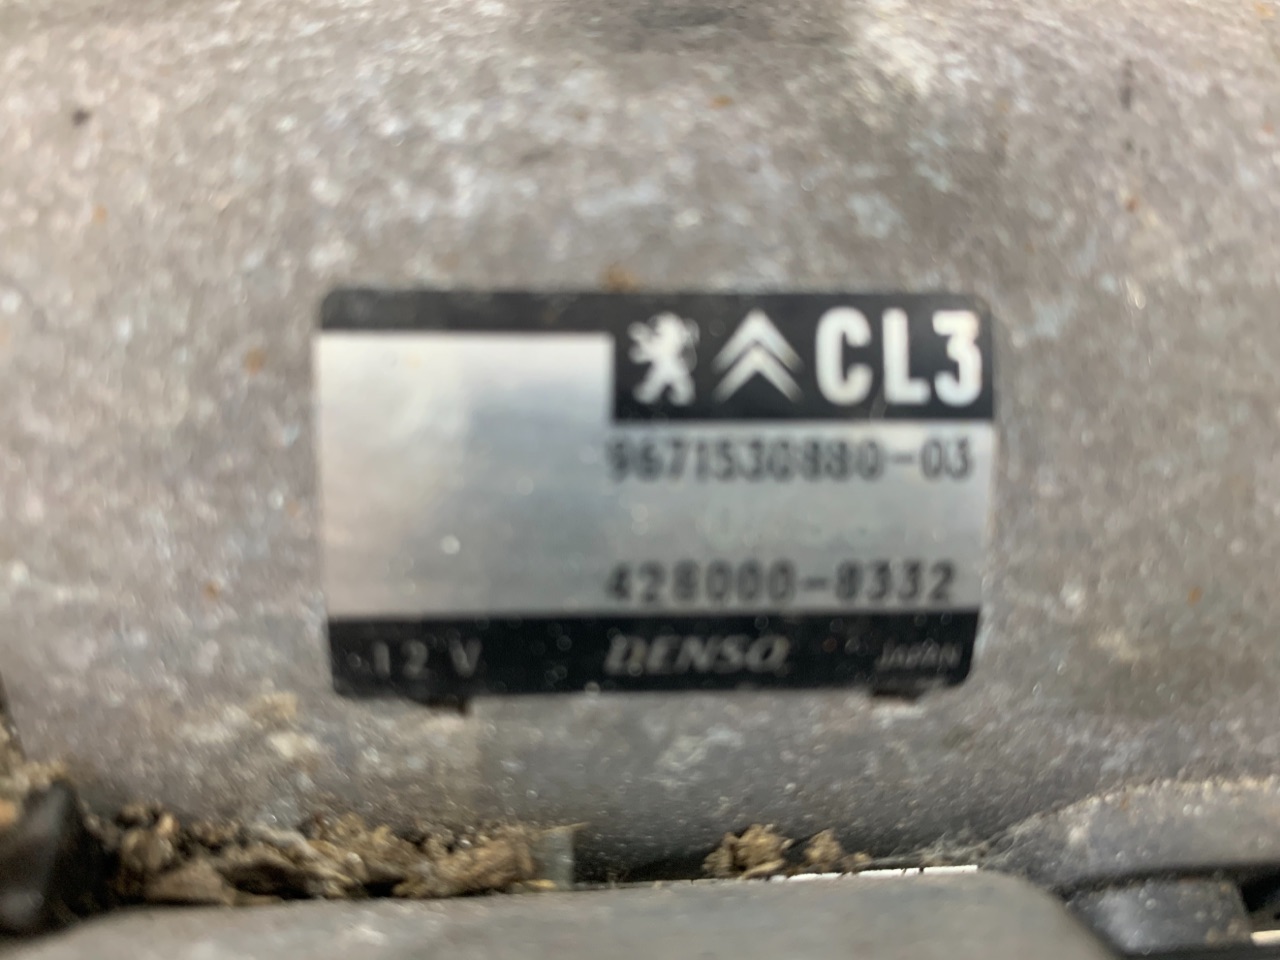 CL3
9671530880-03
428000-8332
12 V DENSO JAPAN